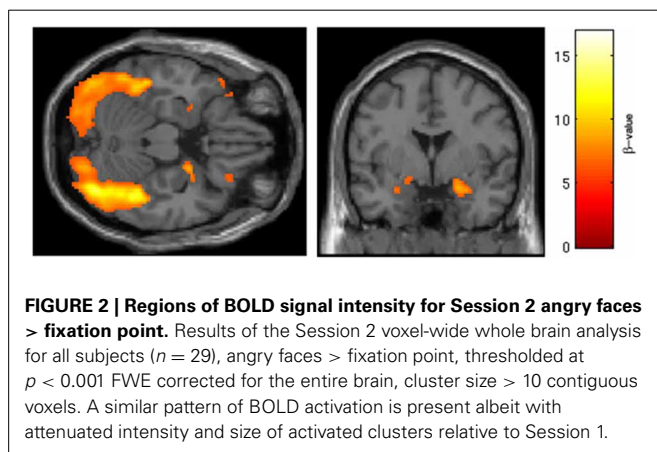 15
10
5
0
β-value
FIGURE 2 | Regions of BOLD signal intensity for Session 2 angry faces
> fixation point. Results of the Session 2 voxel-wide whole brain analysis
for all subjects (n = 29), angry faces > fixation point, thresholded at
p < 0.001 FWE corrected for the entire brain, cluster size > 10 contiguous
voxels. A similar pattern of BOLD activation is present albeit with
attenuated intensity and size of activated clusters relative to Session 1.